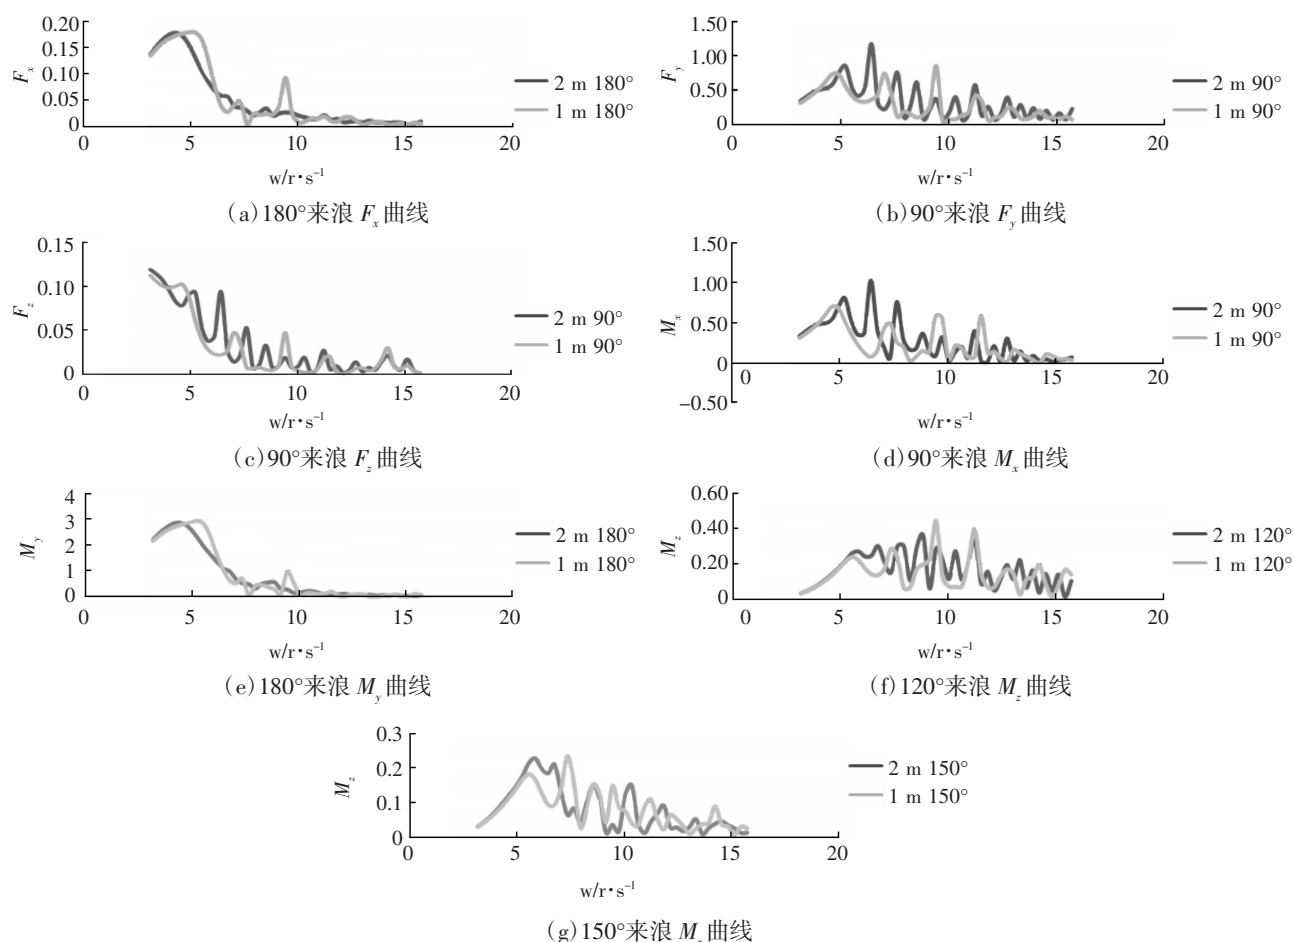 0.20
0.15
0.10
0.05
0
F_x
0 5 10 15 20
w/r·s⁻¹
2 m 180°
1 m 180°
(a)180°来浪 F_x 曲线
1.50
1.00
0.50
0
F_y
0 5 10 15 20
w/r·s⁻¹
2 m 90°
1 m 90°
(b)90°来浪 F_y 曲线
0.15
0.10
0.05
0
F_z
0 5 10 15 20
w/r·s⁻¹
2 m 90°
1 m 90°
(c)90°来浪 F_z 曲线
1.50
1.00
0.50
0
−0.50
M_x
0 5 10 15 20
w/r·s⁻¹
2 m 90°
1 m 90°
(d)90°来浪 M_x 曲线
4
3
2
1
0
M_y
0 5 10 15 20
w/r·s⁻¹
2 m 180°
1 m 180°
(e)180°来浪 M_y 曲线
0.60
0.40
0.20
0
M_z
0 5 10 15 20
w/r·s⁻¹
2 m 120°
1 m 120°
(f)120°来浪 M_z 曲线
0.3
0.2
0.1
0
M_z
0 5 10 15 20
w/r·s⁻¹
2 m 150°
1 m 150°
(g)150°来浪 M_z 曲线